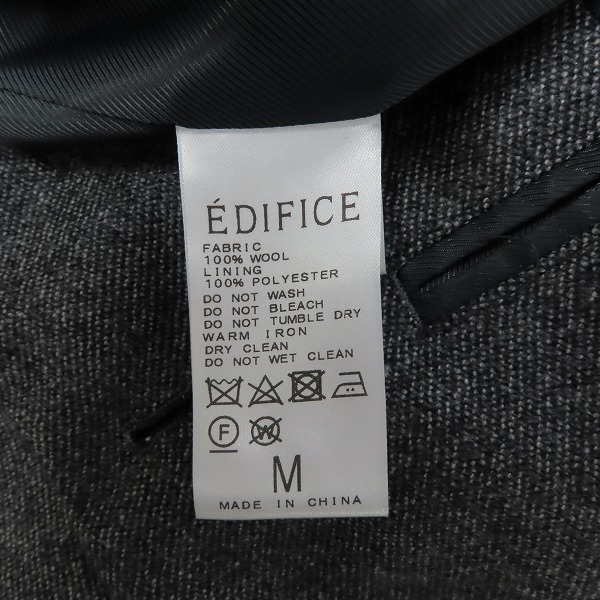 ÉDIFICE
FABRIC
100% WOOL
LINING
100% POLYESTER
DO NOT WASH
DO NOT BLEACH
DO NOT TUMBLE DRY
WARM IRON
DRY CLEAN
DO NOT WET CLEAN
F W
M
MADE IN CHINA